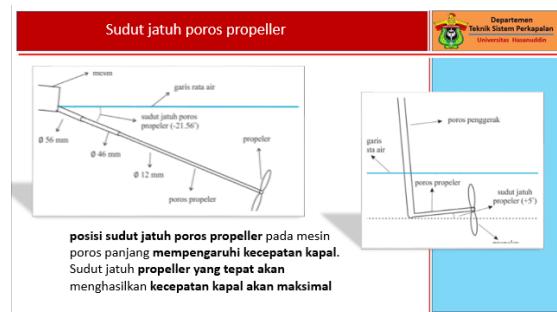 Sudut jatuh poros propeller
Departemen
Teknik Sistem Perkapalan
Universitas Hasanuddin
mesin
garis rata air
sudut jatuh poros
propeler (-21.56˚)
propeler
Ø 56 mm
Ø 46 mm
Ø 12 mm
poros propeler
poros penggerak
garis
rata air
poros propeler
sudut jatuh
propeler (+5˚)
posisi sudut jatuh poros propeller pada mesin
poros panjang mempengaruhi kecepatan kapal.
Sudut jatuh propeller yang tepat akan
menghasilkan kecepatan kapal akan maksimal